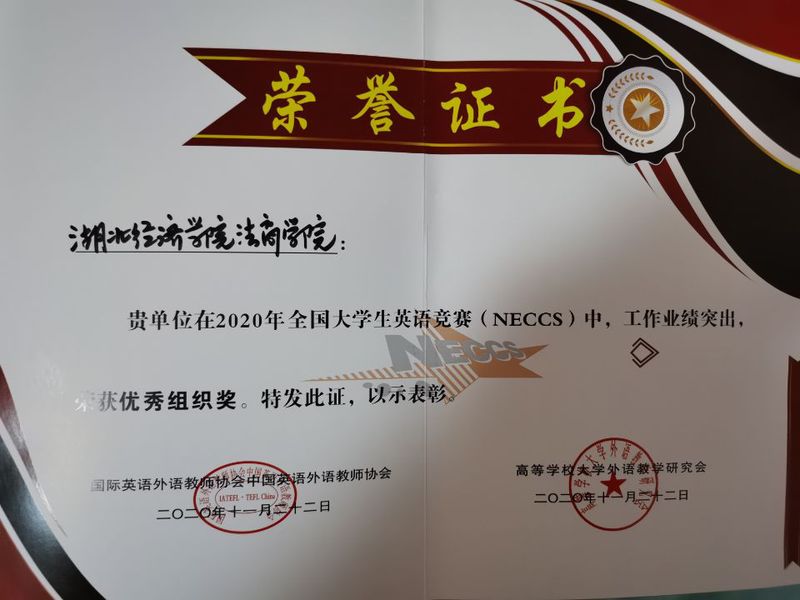 荣誉证书
湖北经济学院法商学院:
贵单位在2020年全国大学生英语竞赛(NECCS)中,工作业绩突出,
NECCS
荣获优秀组织奖。特发此证,以示表彰。
国际英语外语教师协会中国英语外语教师协会
IATEFL·TEFL China
二〇二〇年十一月二十二日
高等学校大学外语教学研究会
二〇二〇年十一月二十二日